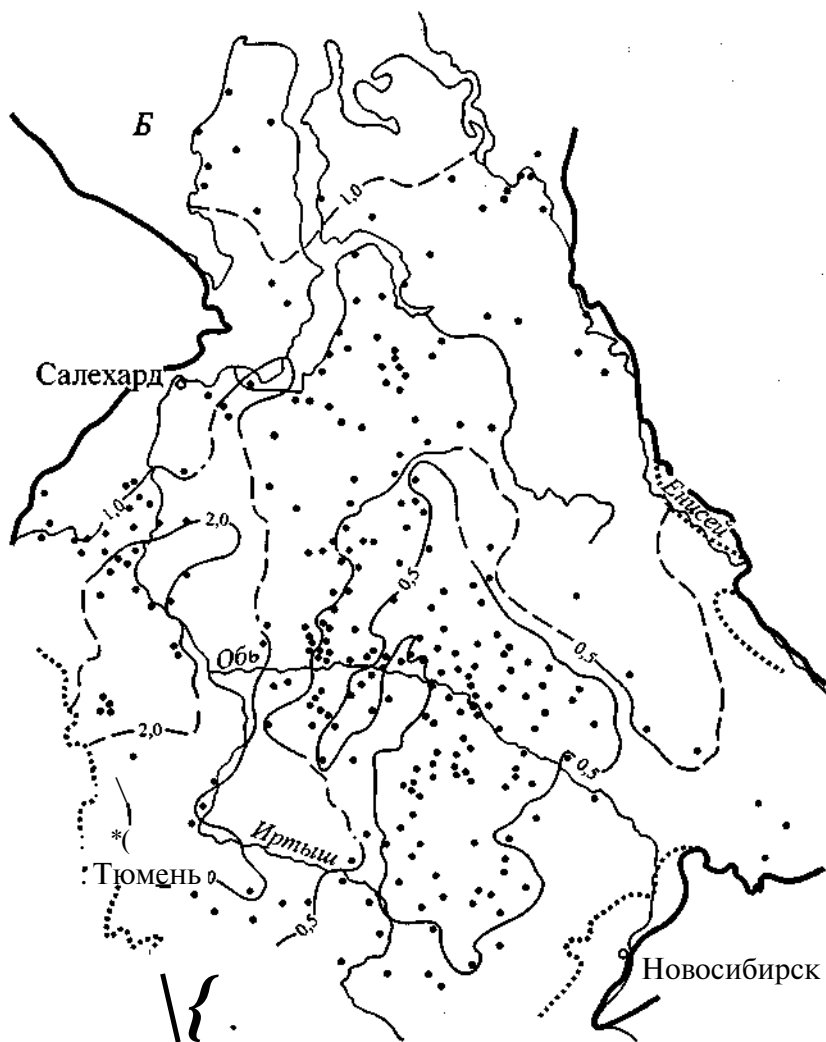 Б
1,0
Салехард
1,0
2,0
Енисей
0,5
Обь
0,5
2,0
0,5
*(
Иртыш
Тюмень
0,5
Новосибирск
\{